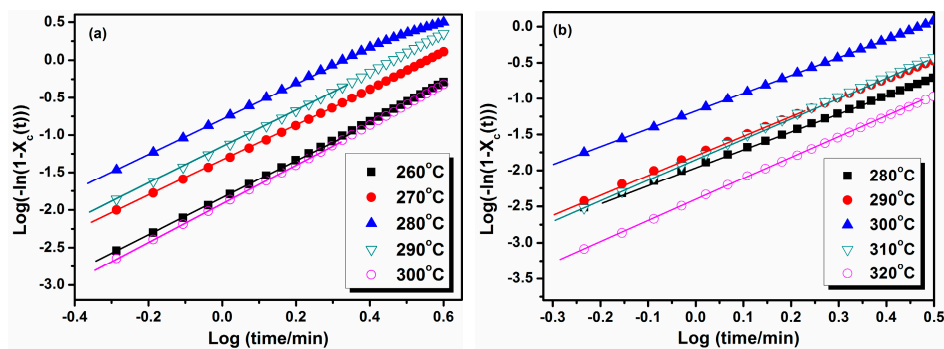 (a)
Log(-ln(1-Xc(t)))
0.5
0.0
-0.5
-1.0
-1.5
-2.0
-2.5
-3.0
260°C
270°C
280°C
290°C
300°C
-0.4 -0.2 0.0 0.2 0.4 0.6
Log (time/min)
(b)
Log(-ln(1-Xc(t)))
0.0
-0.5
-1.0
-1.5
-2.0
-2.5
-3.0
-3.5
280°C
290°C
300°C
310°C
320°C
-0.3 -0.2 -0.1 0.0 0.1 0.2 0.3 0.4 0.5
Log (time/min)